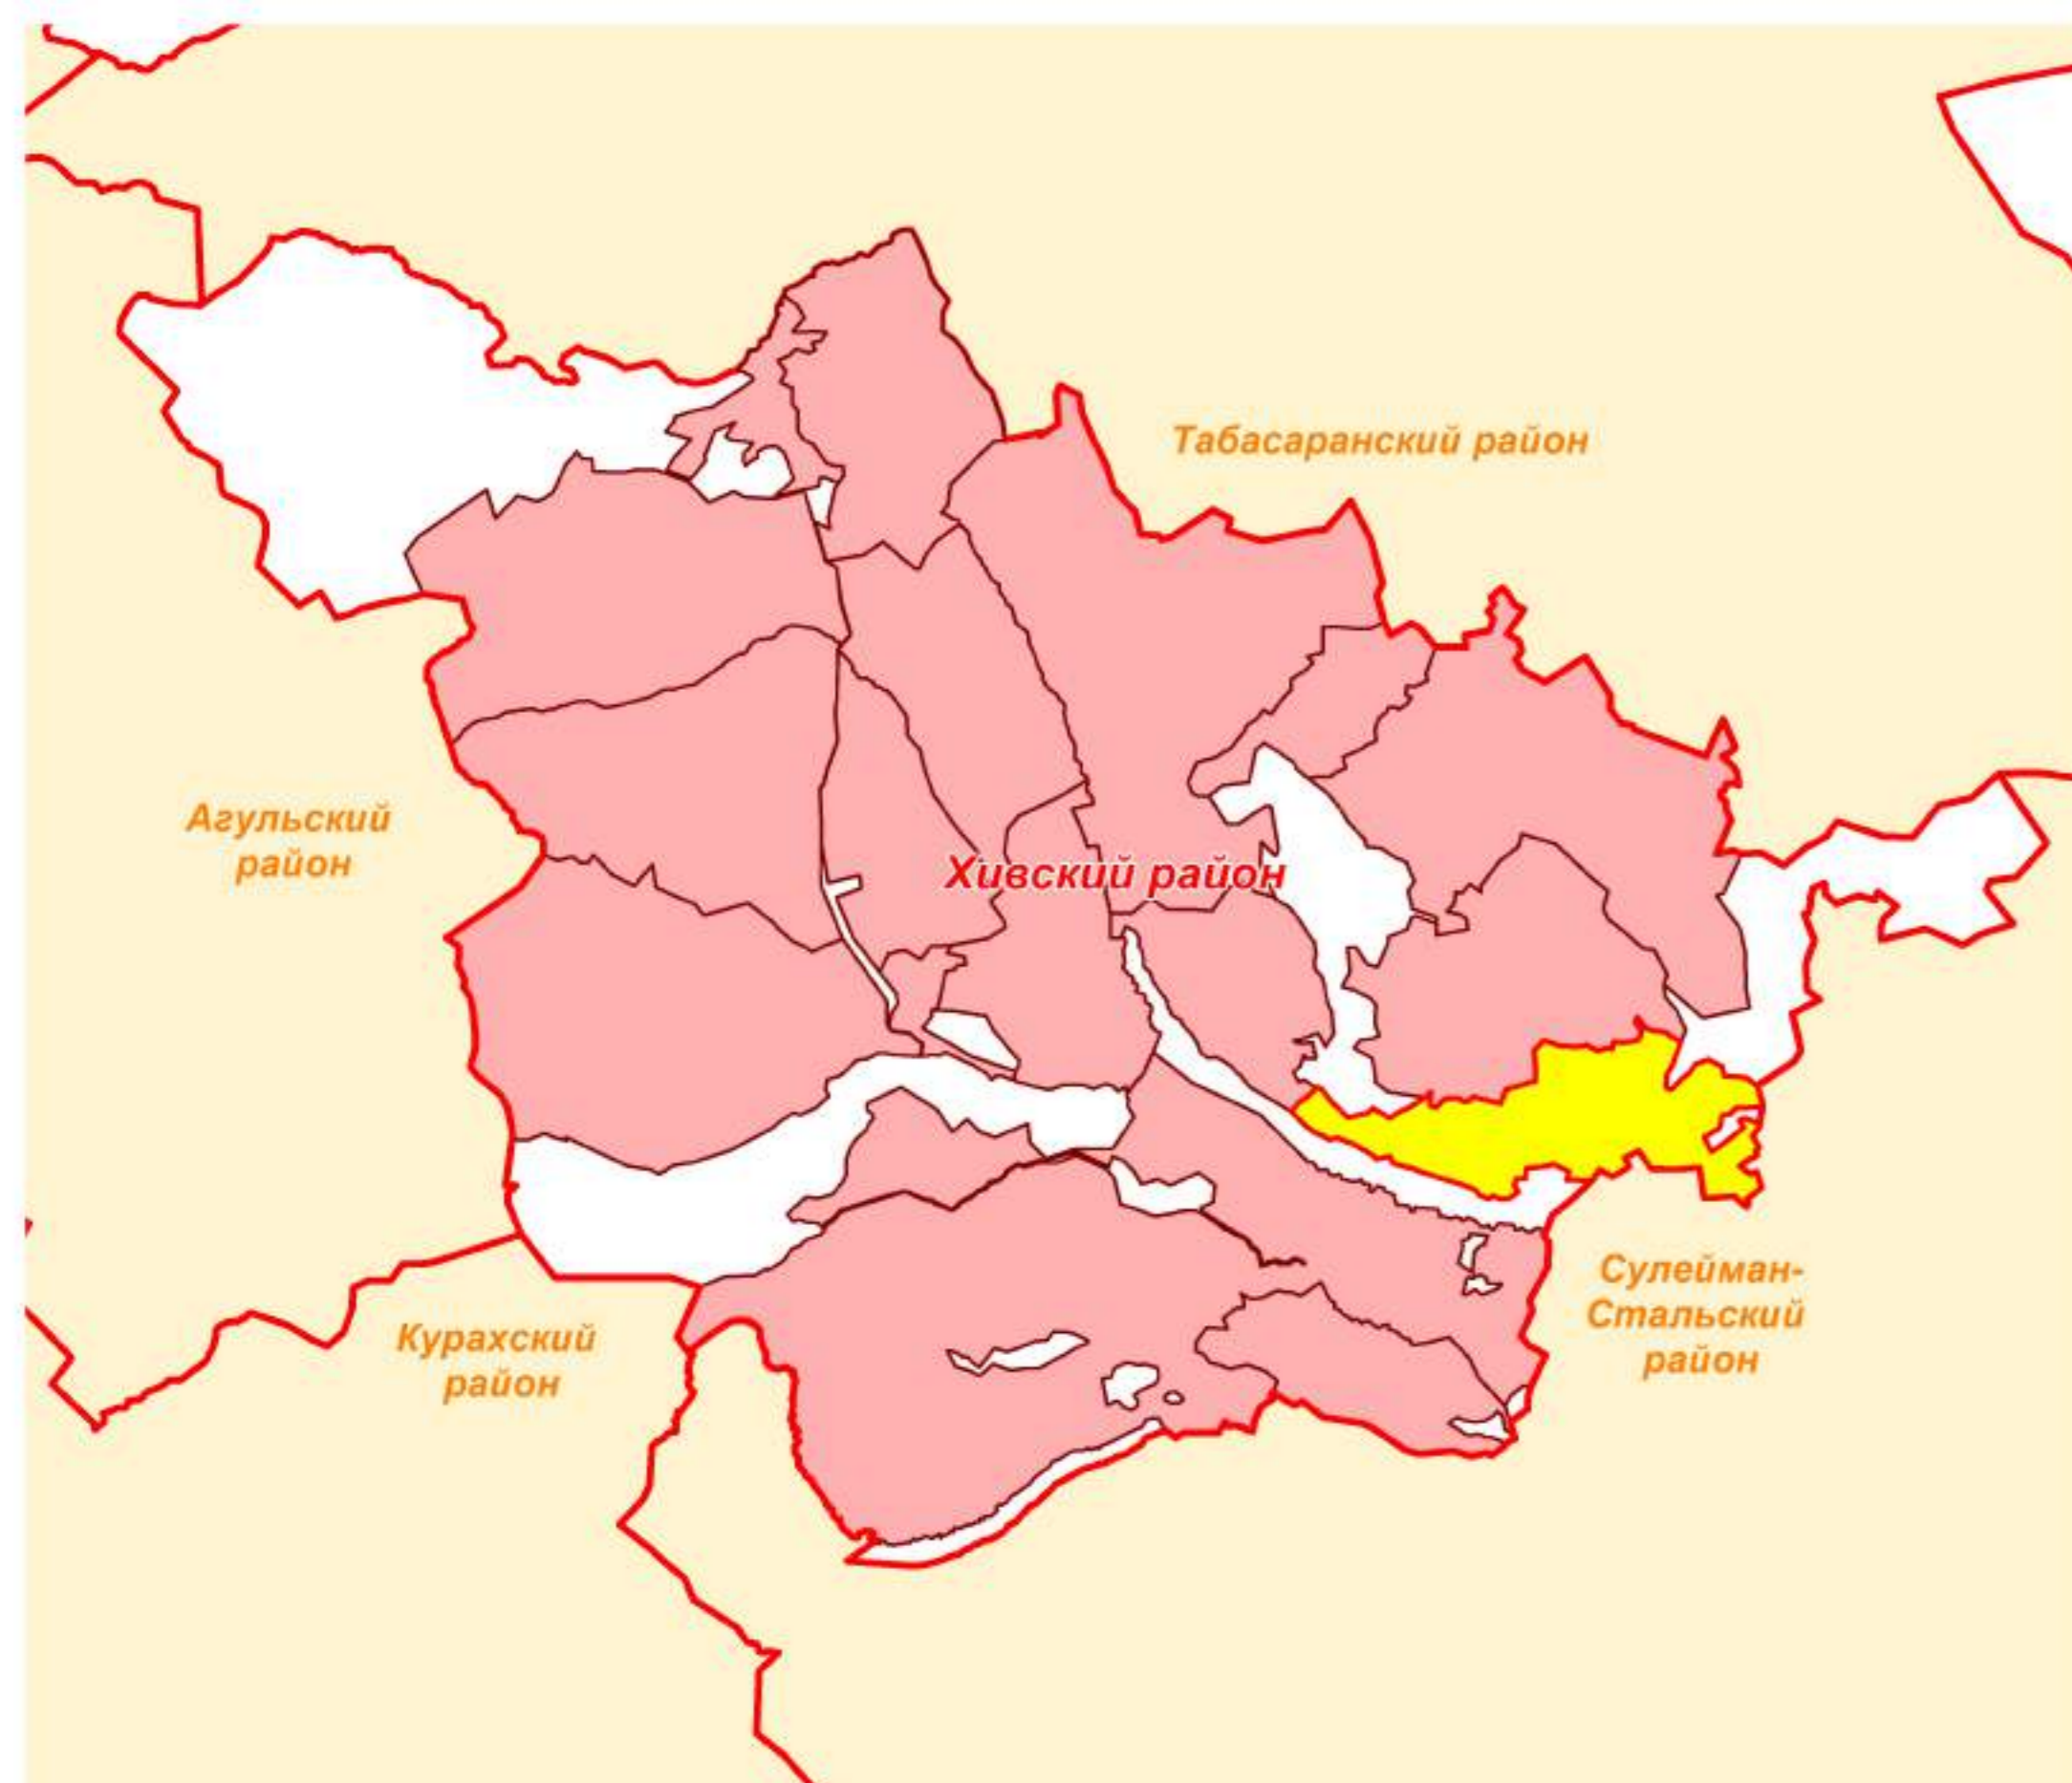 Табасаранский район
Агульский
район
Хивский район
Сулейман-
Стальский
район
Курахский
район